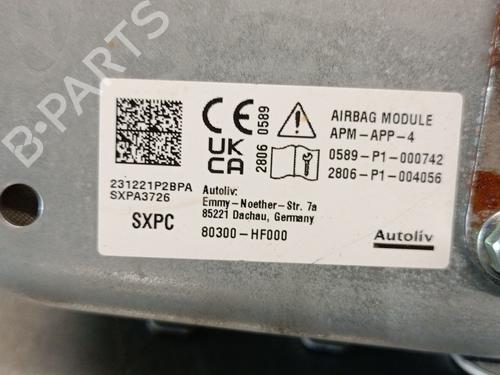 B-PARTS
CE 0589
UK CA 2806
AIRBAG MODULE
APM-APP-4
0589-P1-000742
2806-P1-004056
231221P2BPA
SXPA3726
SXPC
Autoliv:
Emmy-Noether-Str. 7a
85221 Dachau, Germany
80300-HF000
Autoliv